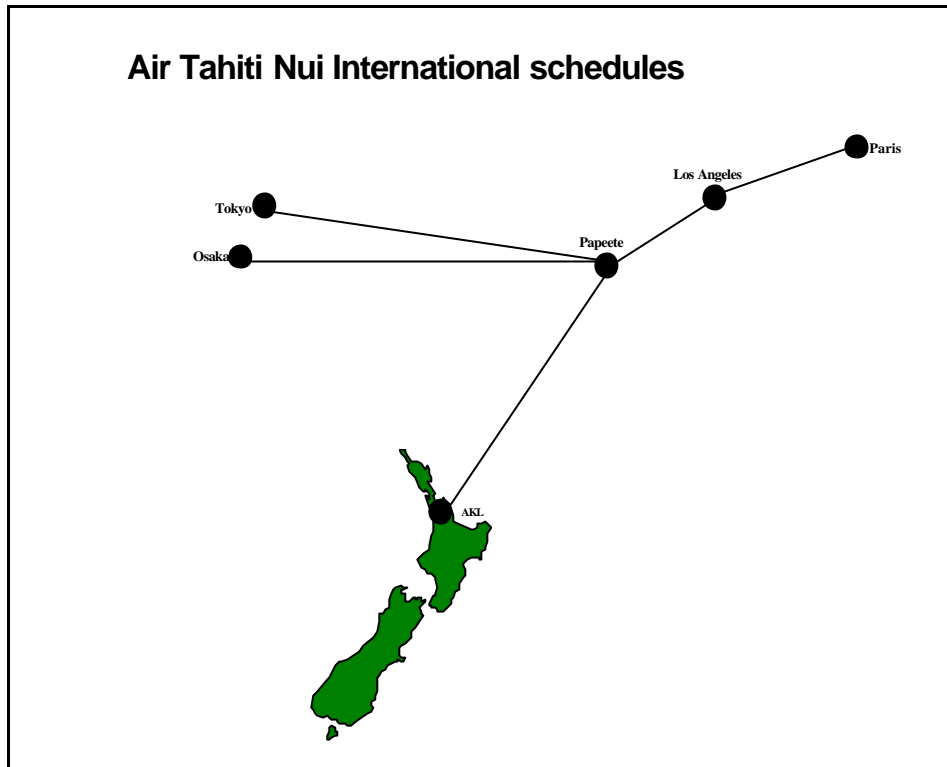 Air Tahiti Nui International schedules
Paris
Los Angeles
Tokyo
Papeete
Osaka
AKL